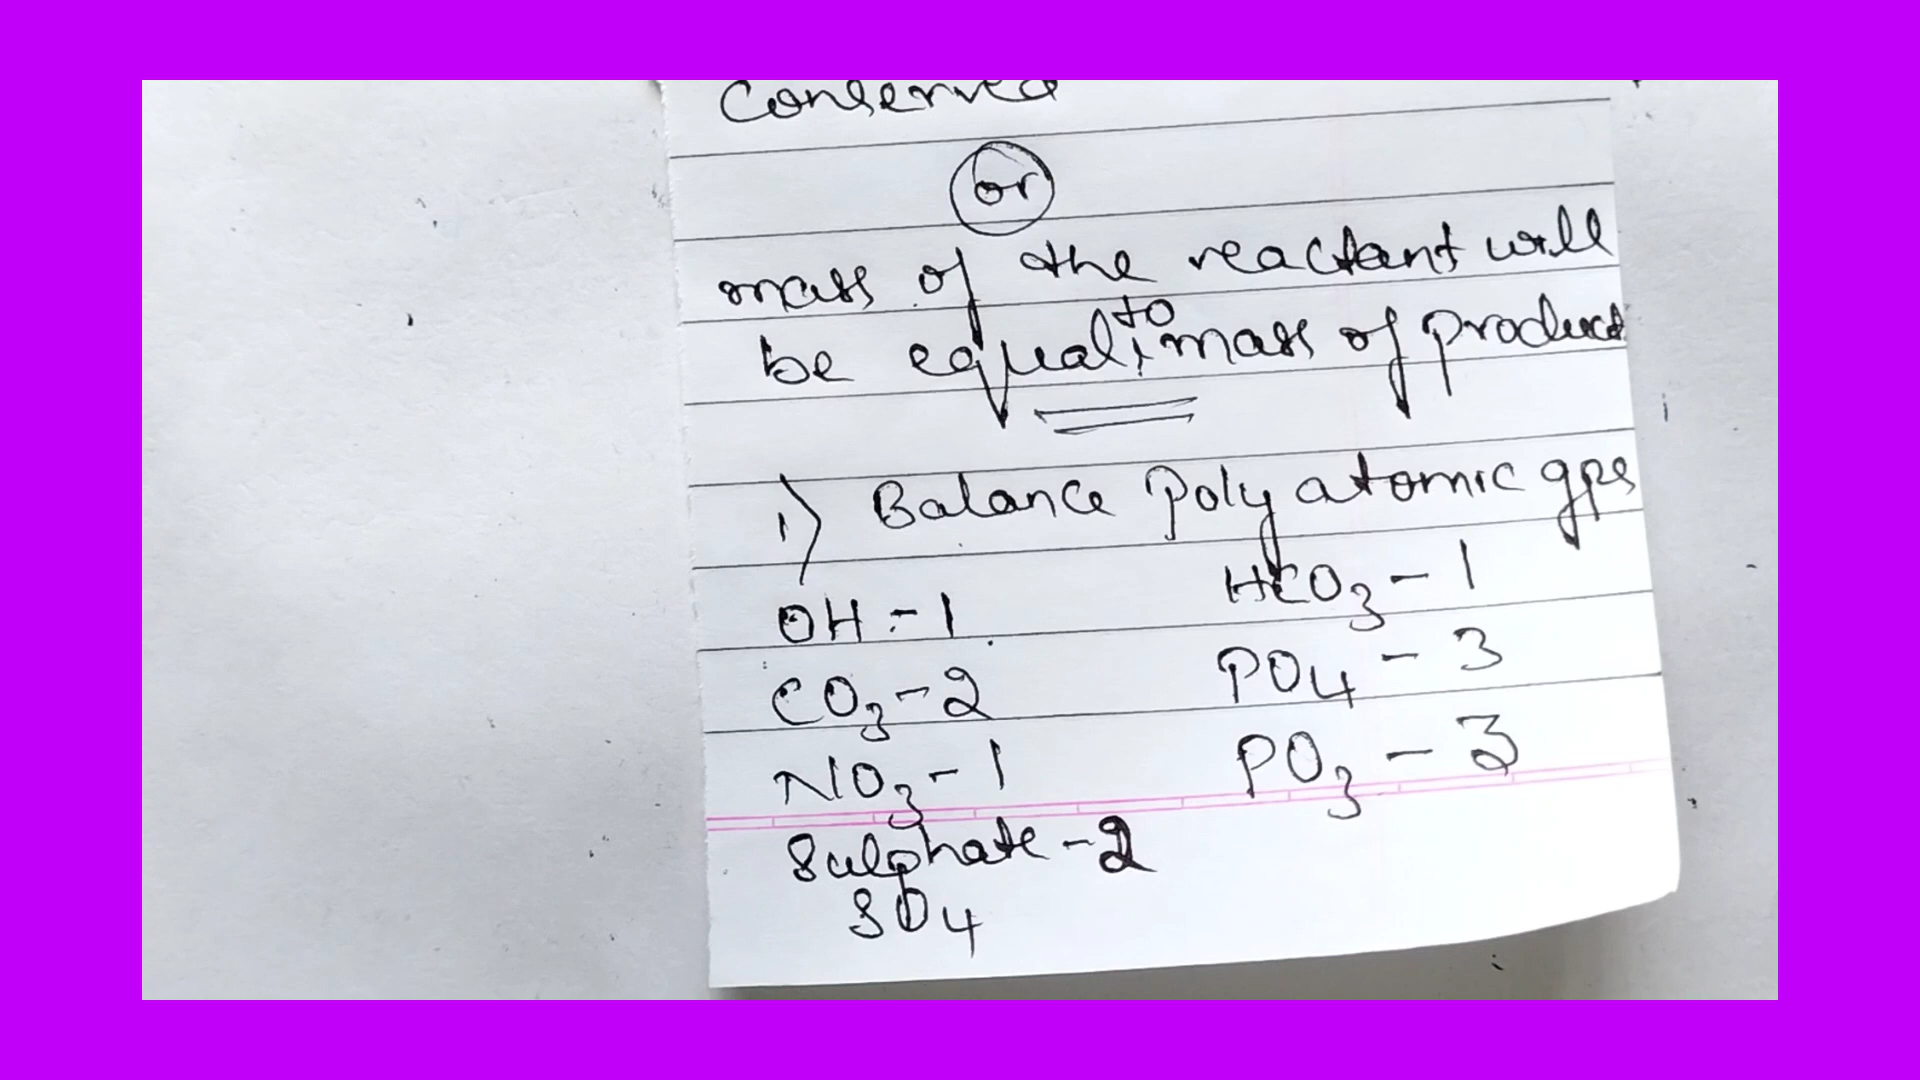 Conserved
or
mass of the reactant will
be equal to mass of product
1) Balance Poly atomic gps
OH - 1 HCO3 - 1
CO3 - 2 PO4 - 3
NO3 - 1 PO3 - 3
Sulphate - 2
SO4